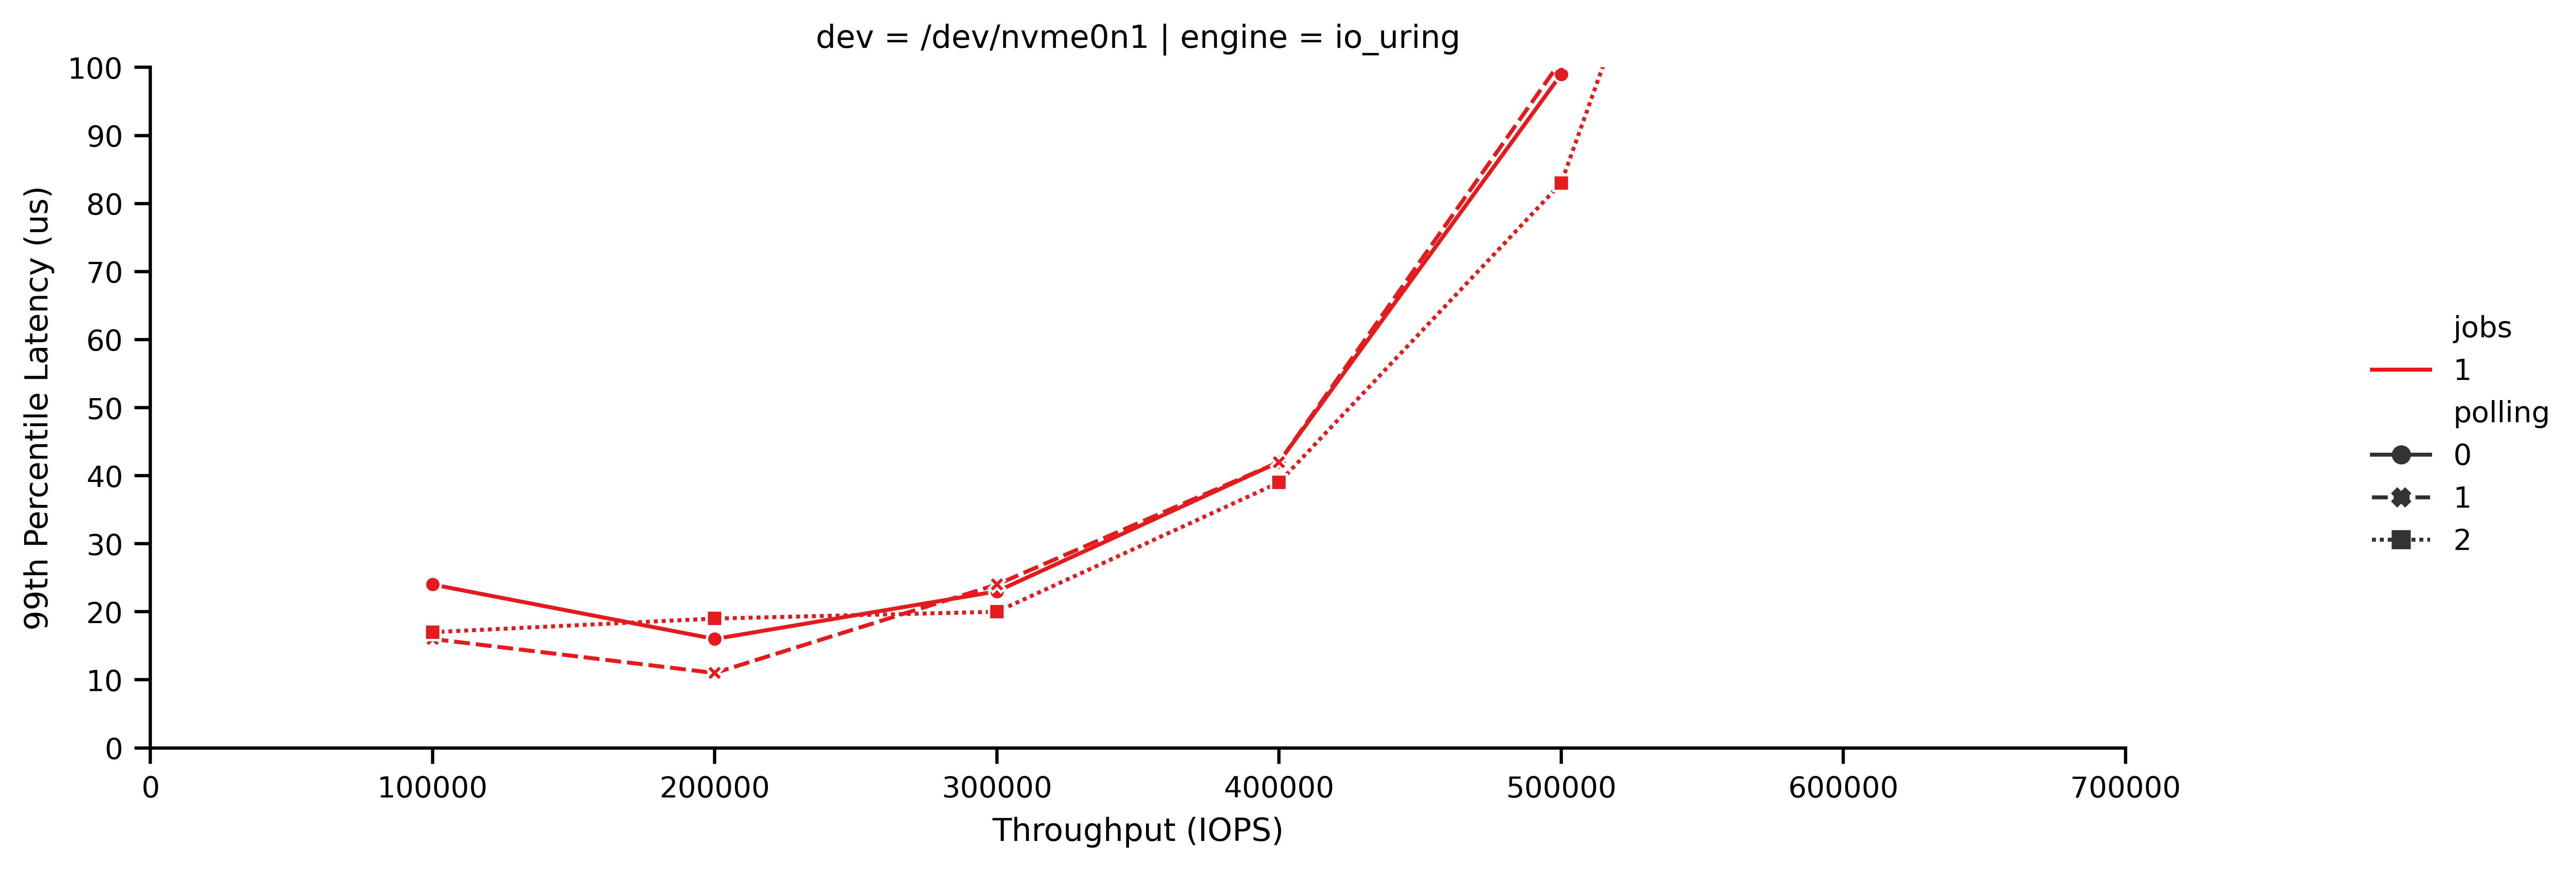 dev = /dev/nvme0n1 | engine = io_uring
100
90
80
70
60
50
40
30
20
10
0
99th Percentile Latency (us)
0 100000 200000 300000 400000 500000 600000 700000
Throughput (IOPS)
jobs
1
polling
0
1
2